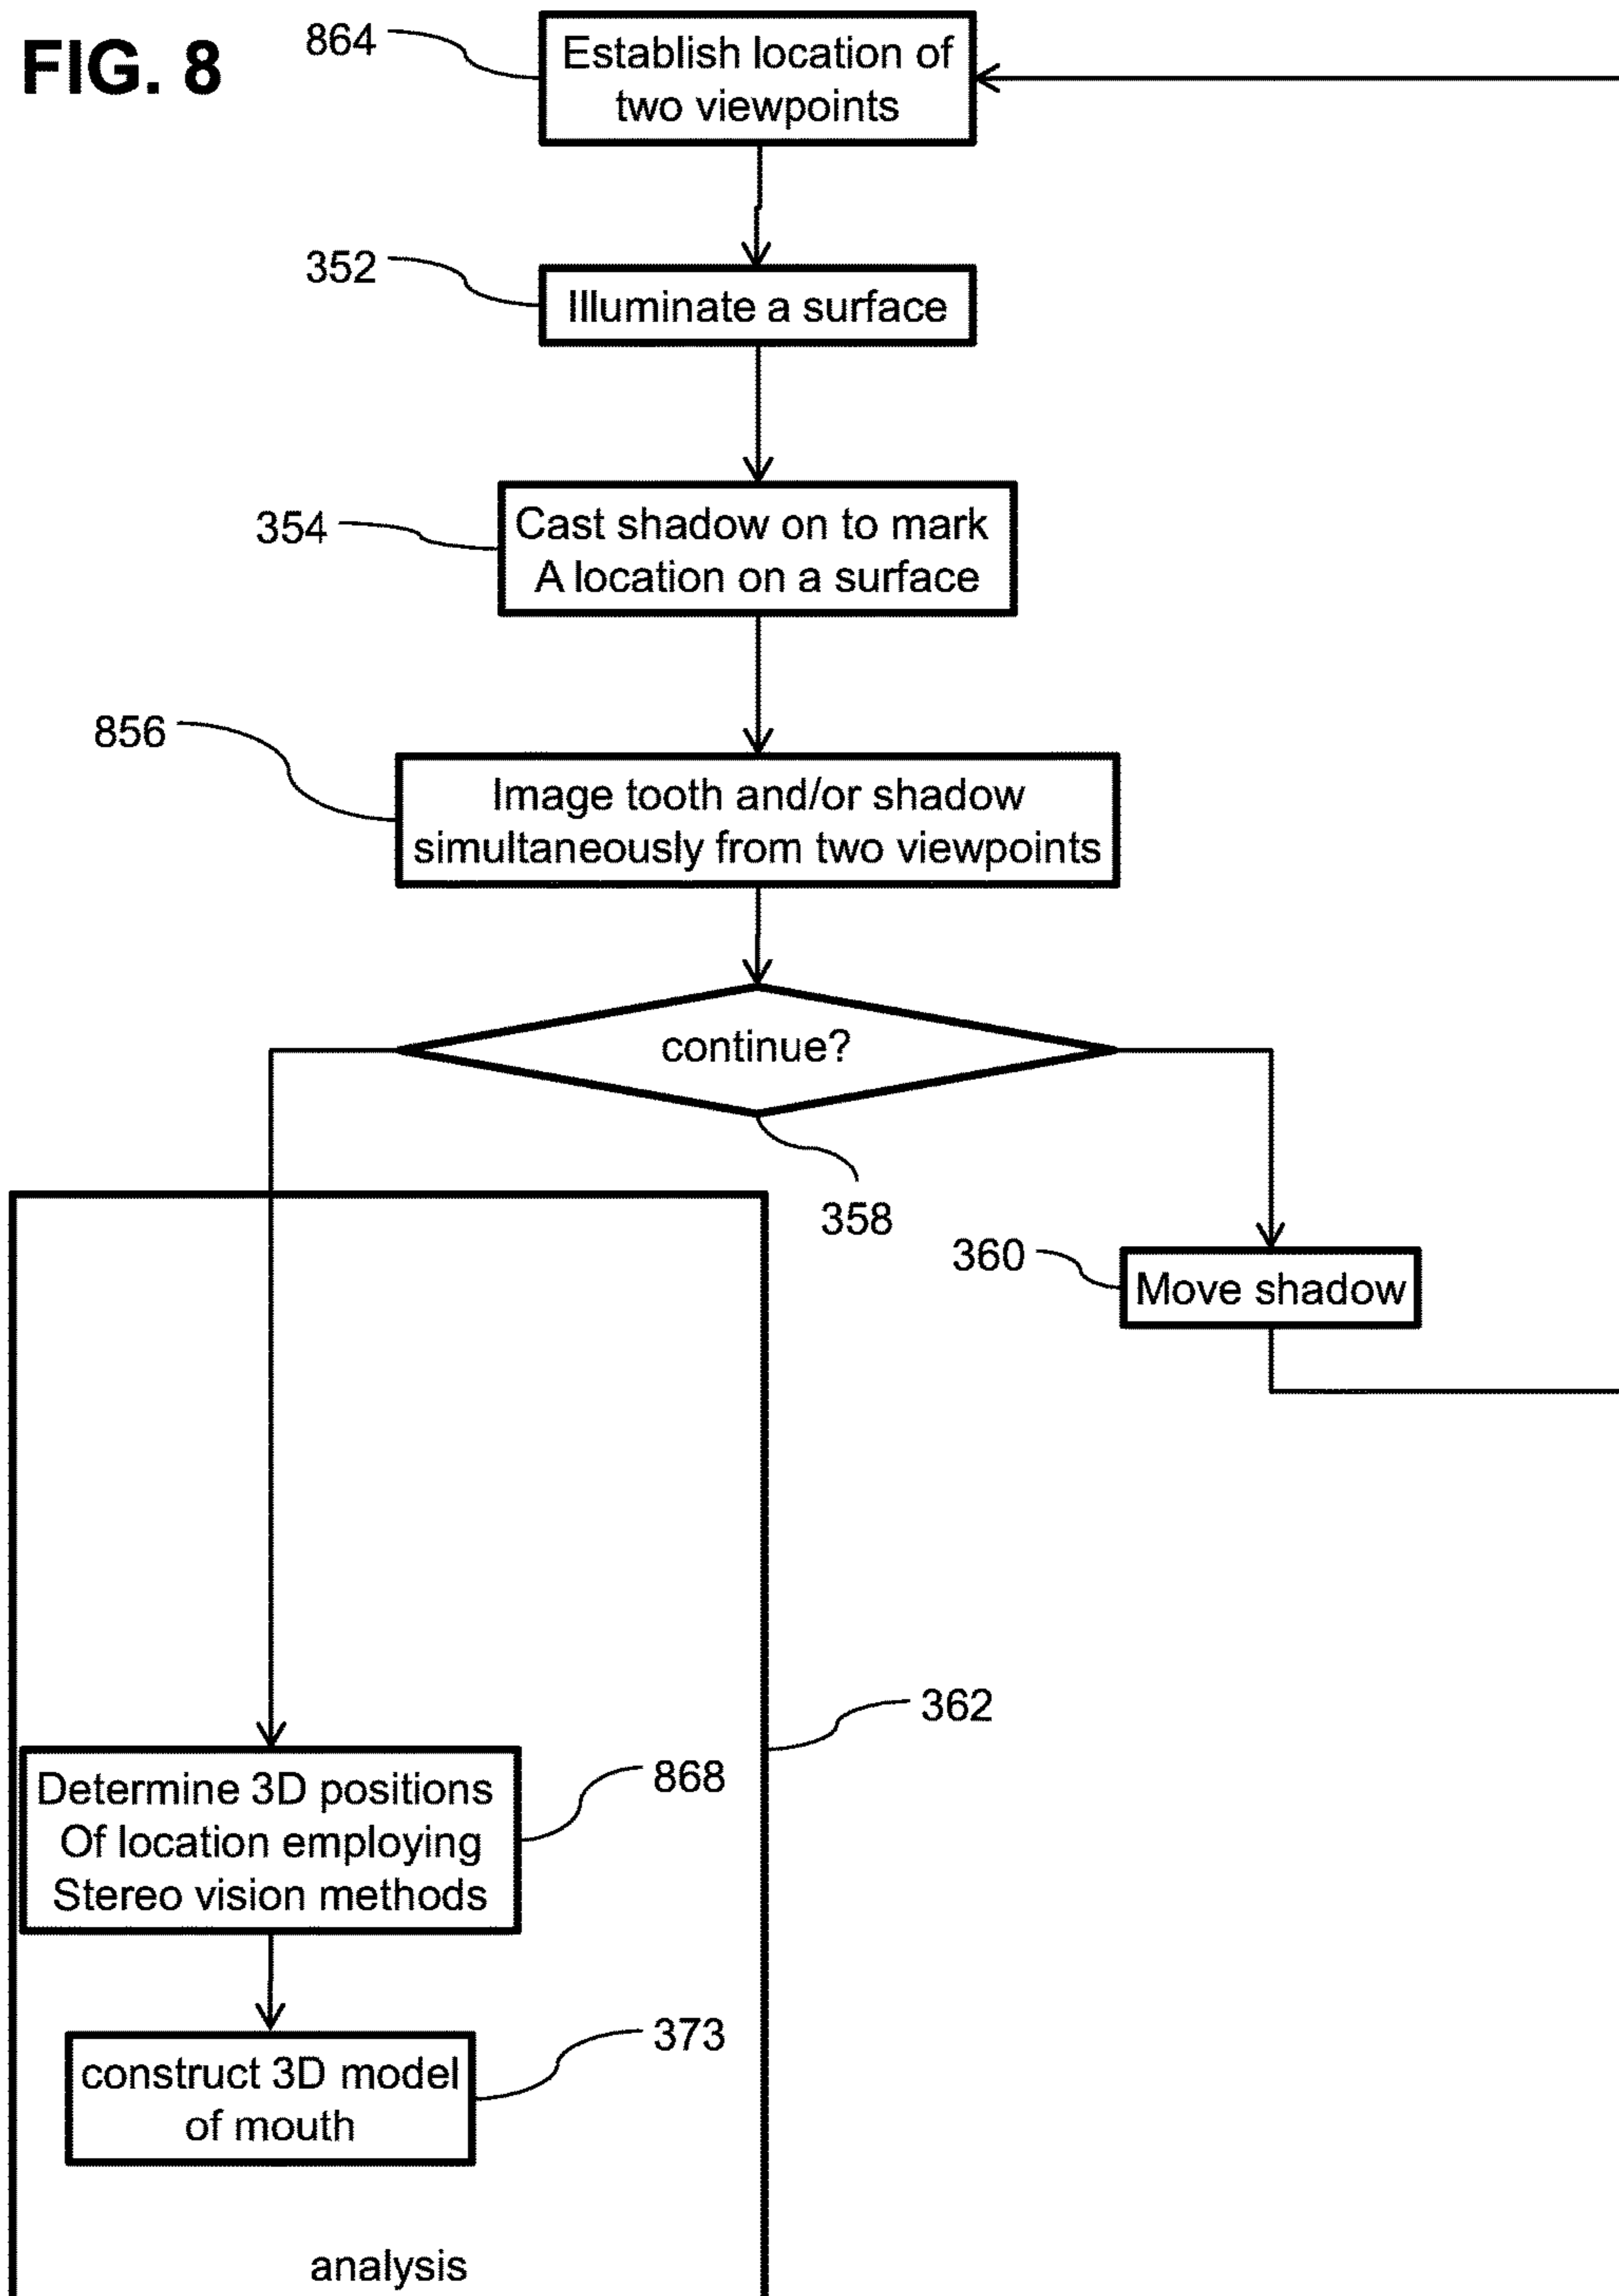 FIG. 8
864
Establish location of
two viewpoints
352
Illuminate a surface
354
Cast shadow on to mark
A location on a surface
856
Image tooth and/or shadow
simultaneously from two viewpoints
continue?
358
360
Move shadow
362
868
Determine 3D positions
Of location employing
Stereo vision methods
373
construct 3D model
of mouth
analysis